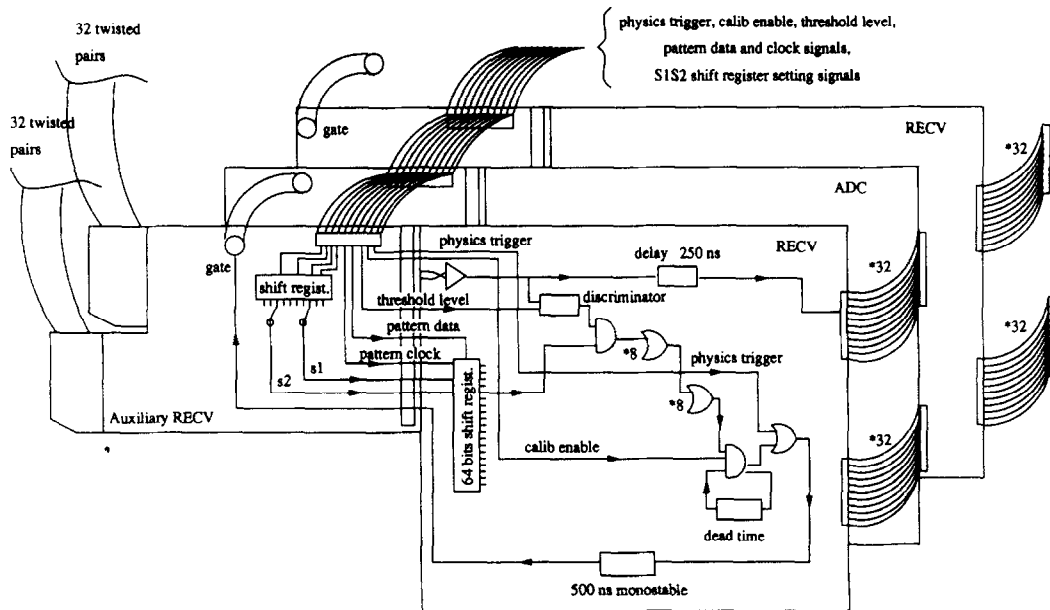 32 twisted
pairs
physics trigger, calib enable, threshold level,
pattern data and clock signals,
S1S2 shift register setting signals
32 twisted
pairs
gate
RECV
*32
ADC
physics trigger
RECV
gate
delay 250 ns
*32
shift regist.
threshold level
discriminator
pattern data
*32
pattern clock
*8
physics trigger
s2
s1
*8
Auxiliary RECV
64 bits shift regist.
calib enable
*32
dead time
500 ns monostable